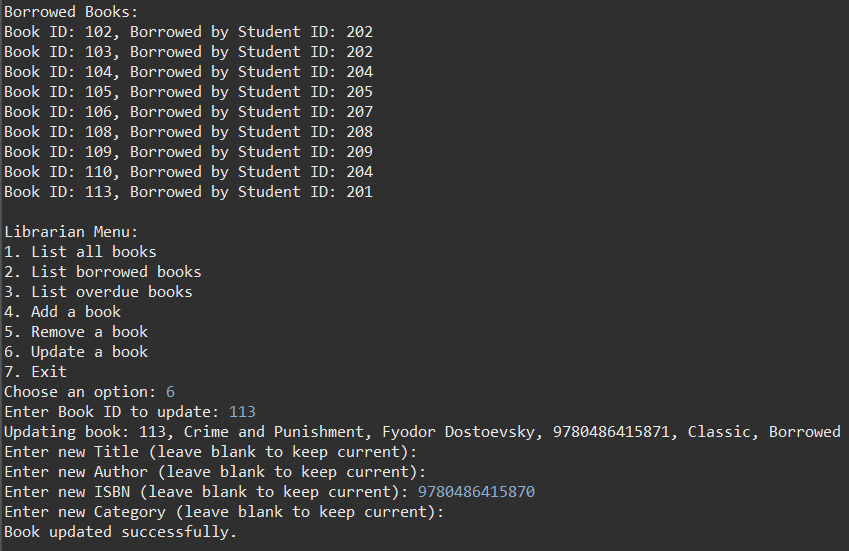 Borrowed Books:
Book ID: 102, Borrowed by Student ID: 202
Book ID: 103, Borrowed by Student ID: 202
Book ID: 104, Borrowed by Student ID: 204
Book ID: 105, Borrowed by Student ID: 205
Book ID: 106, Borrowed by Student ID: 207
Book ID: 108, Borrowed by Student ID: 208
Book ID: 109, Borrowed by Student ID: 209
Book ID: 110, Borrowed by Student ID: 204
Book ID: 113, Borrowed by Student ID: 201

Librarian Menu:
1. List all books
2. List borrowed books
3. List overdue books
4. Add a book
5. Remove a book
6. Update a book
7. Exit
Choose an option: 6
Enter Book ID to update: 113
Updating book: 113, Crime and Punishment, Fyodor Dostoevsky, 9780486415871, Classic, Borrowed
Enter new Title (leave blank to keep current):
Enter new Author (leave blank to keep current):
Enter new ISBN (leave blank to keep current): 9780486415870
Enter new Category (leave blank to keep current):
Book updated successfully.